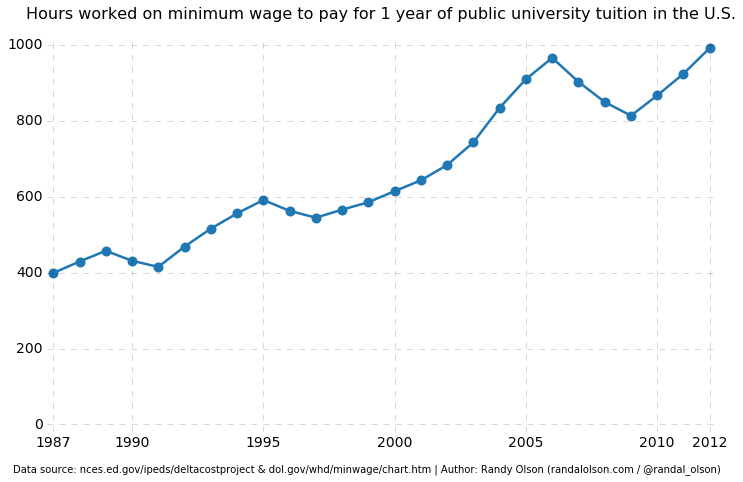 Hours worked on minimum wage to pay for 1 year of public university tuition in the U.S.
1000
800
600
400
200
0
1987 1990 1995 2000 2005 2010 2012
Data source: nces.ed.gov/ipeds/deltacostproject & dol.gov/whd/minwage/chart.htm | Author: Randy Olson (randalolson.com / @randal_olson)